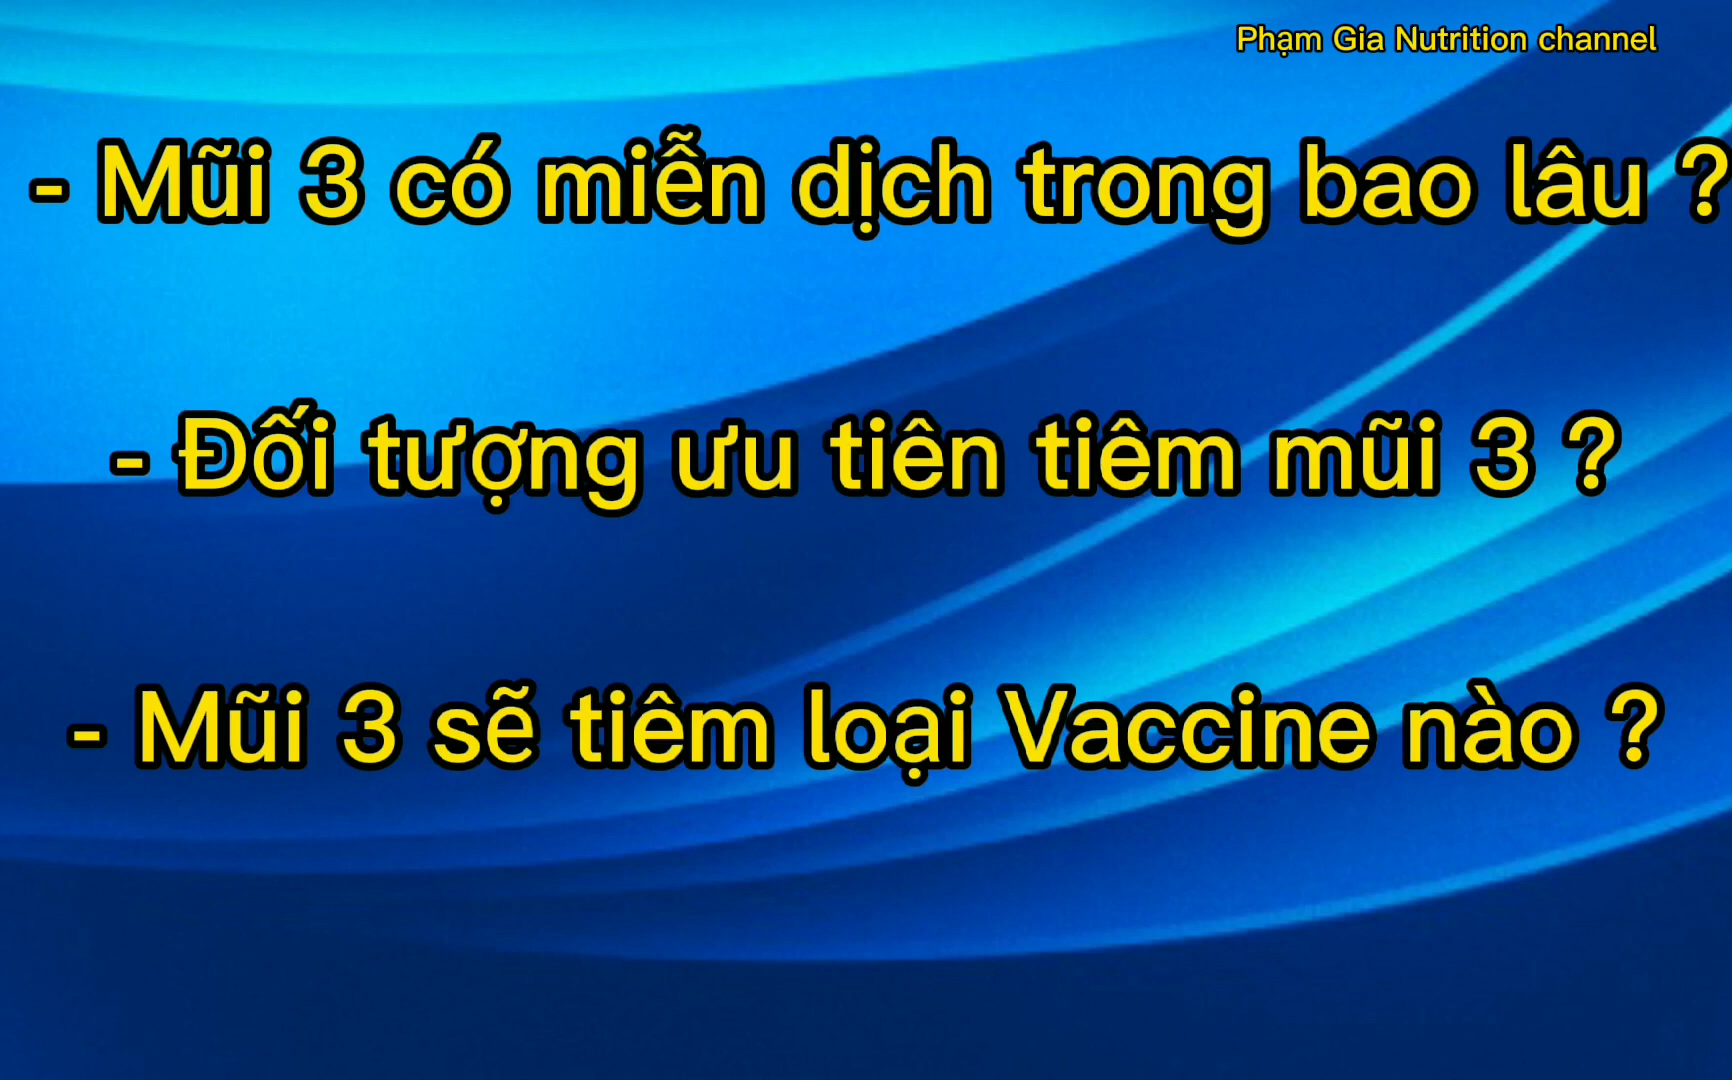 Phạm Gia Nutrition channel
- Mũi 3 có miễn dịch trong bao lâu ?
- Đối tượng ưu tiên tiêm mũi 3 ?
- Mũi 3 sẽ tiêm loại Vaccine nào ?